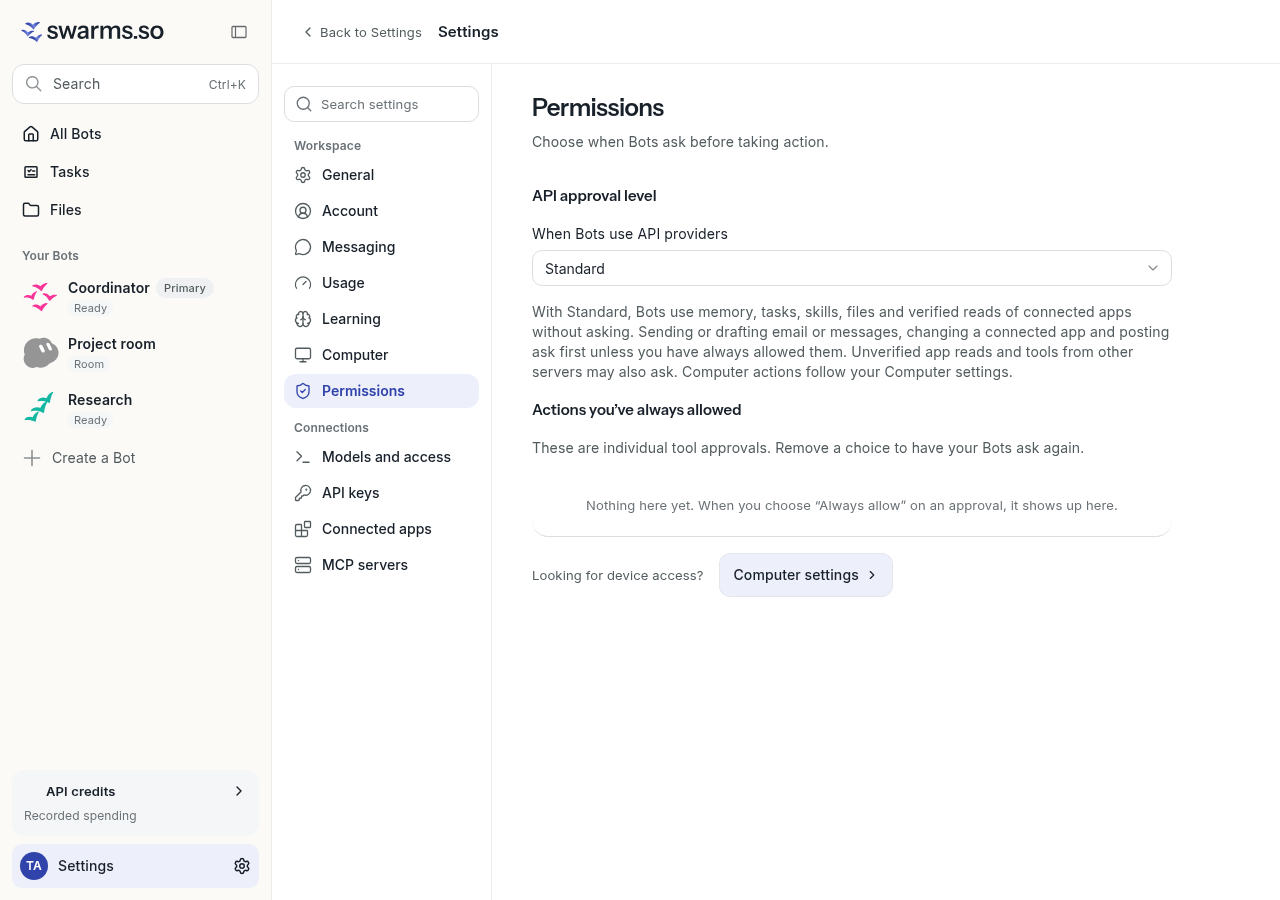 swarms.so
Search
Ctrl+K
All Bots
Tasks
Files
Your Bots
Coordinator
Primary
Ready
Project room
Room
Research
Ready
Create a Bot
API credits
Recorded spending
TA
Settings
Back to Settings
Settings
Search settings
Workspace
General
Account
Messaging
Usage
Learning
Computer
Permissions
Connections
Models and access
API keys
Connected apps
MCP servers
Permissions
Choose when Bots ask before taking action.
API approval level
When Bots use API providers
Standard
With Standard, Bots use memory, tasks, skills, files and verified reads of connected apps
without asking. Sending or drafting email or messages, changing a connected app and posting
ask first unless you have always allowed them. Unverified app reads and tools from other
servers may also ask. Computer actions follow your Computer settings.
Actions you’ve always allowed
These are individual tool approvals. Remove a choice to have your Bots ask again.
Nothing here yet. When you choose “Always allow” on an approval, it shows up here.
Looking for device access?
Computer settings